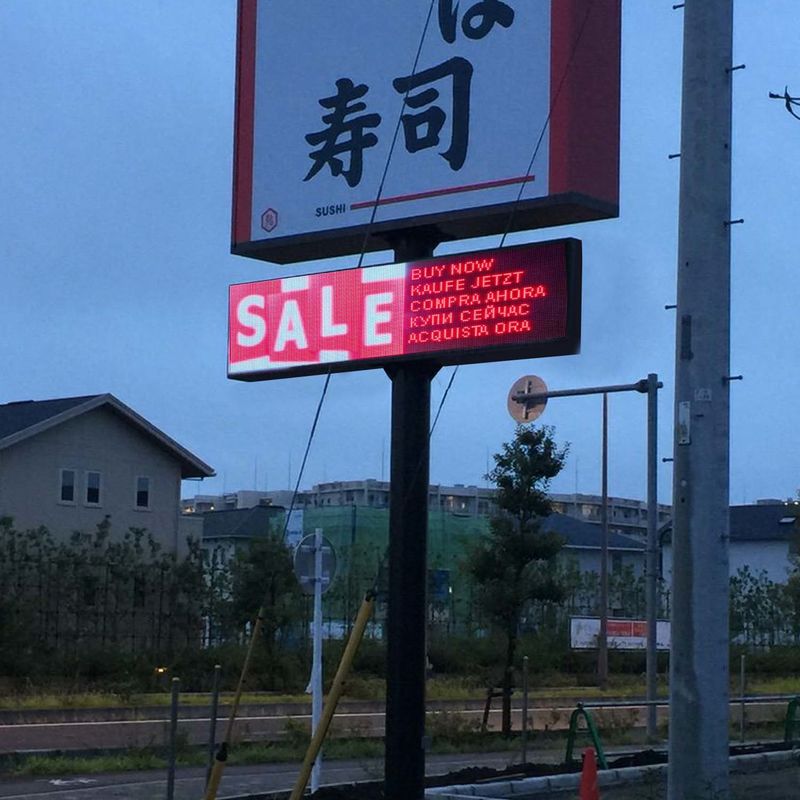 は
寿司
SUSHI
SALE
BUY NOW
KAUFE JETZT
COMPRA AHORA
КУПИ СЕЙЧАС
ACQUISTA ORA